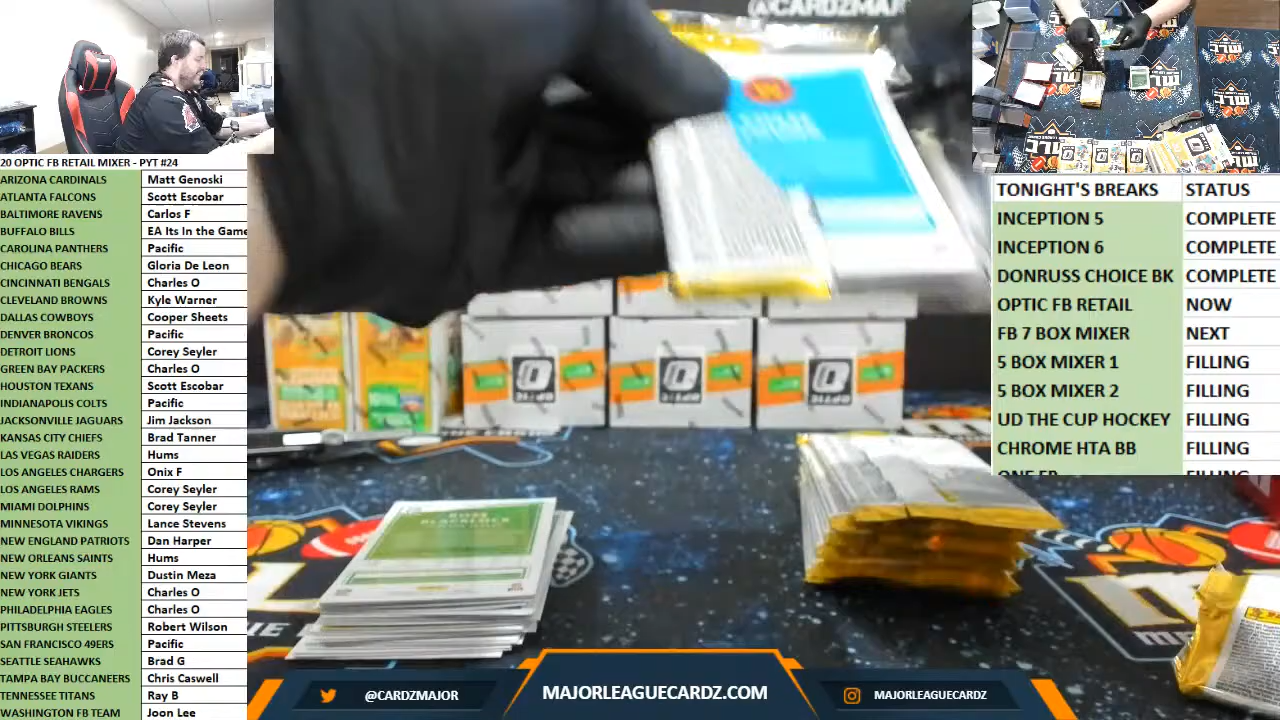 @CARDZMAJ
20 OPTIC FB RETAIL MIXER - PYT #24
ARIZONA CARDINALS Matt Genoski
ATLANTA FALCONS Scott Escobar
BALTIMORE RAVENS Carlos F
BUFFALO BILLS EA Its In the Game
CAROLINA PANTHERS Pacific
CHICAGO BEARS Gloria De Leon
CINCINNATI BENGALS Charles O
CLEVELAND BROWNS Kyle Warner
DALLAS COWBOYS Cooper Sheets
DENVER BRONCOS Pacific
DETROIT LIONS Corey Seyler
GREEN BAY PACKERS Charles O
HOUSTON TEXANS Scott Escobar
INDIANAPOLIS COLTS Pacific
JACKSONVILLE JAGUARS Jim Jackson
KANSAS CITY CHIEFS Brad Tanner
LAS VEGAS RAIDERS Hums
LOS ANGELES CHARGERS Onix F
LOS ANGELES RAMS Corey Seyler
MIAMI DOLPHINS Corey Seyler
MINNESOTA VIKINGS Lance Stevens
NEW ENGLAND PATRIOTS Dan Harper
NEW ORLEANS SAINTS Hums
NEW YORK GIANTS Dustin Meza
NEW YORK JETS Charles O
PHILADELPHIA EAGLES Charles O
PITTSBURGH STEELERS Robert Wilson
SAN FRANCISCO 49ERS Pacific
SEATTLE SEAHAWKS Brad G
TAMPA BAY BUCCANEERS Chris Caswell
TENNESSEE TITANS Ray B
WASHINGTON FB TEAM Joon Lee
TONIGHT'S BREAKS STATUS
INCEPTION 5 COMPLETE
INCEPTION 6 COMPLETE
DONRUSS CHOICE BK COMPLETE
OPTIC FB RETAIL NOW
FB 7 BOX MIXER NEXT
5 BOX MIXER 1 FILLING
5 BOX MIXER 2 FILLING
UD THE CUP HOCKEY FILLING
CHROME HTA BB FILLING
ONE FB FILLING
OPTIC OPTIC OPTIC
ROSS BLACKLOCK
@CARDZMAJOR
MAJORLEAGUECARDZ.COM
MAJORLEAGUECARDZ